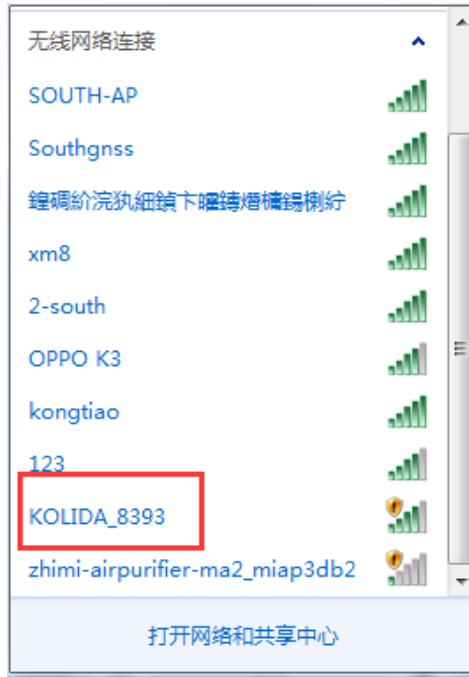 无线网络连接
SOUTH-AP
Southgnss
xm8
2-south
OPPO K3
kongtiao
123
KOLIDA_8393
zhimi-airpurifier-ma2_miap3db2
打开网络和共享中心